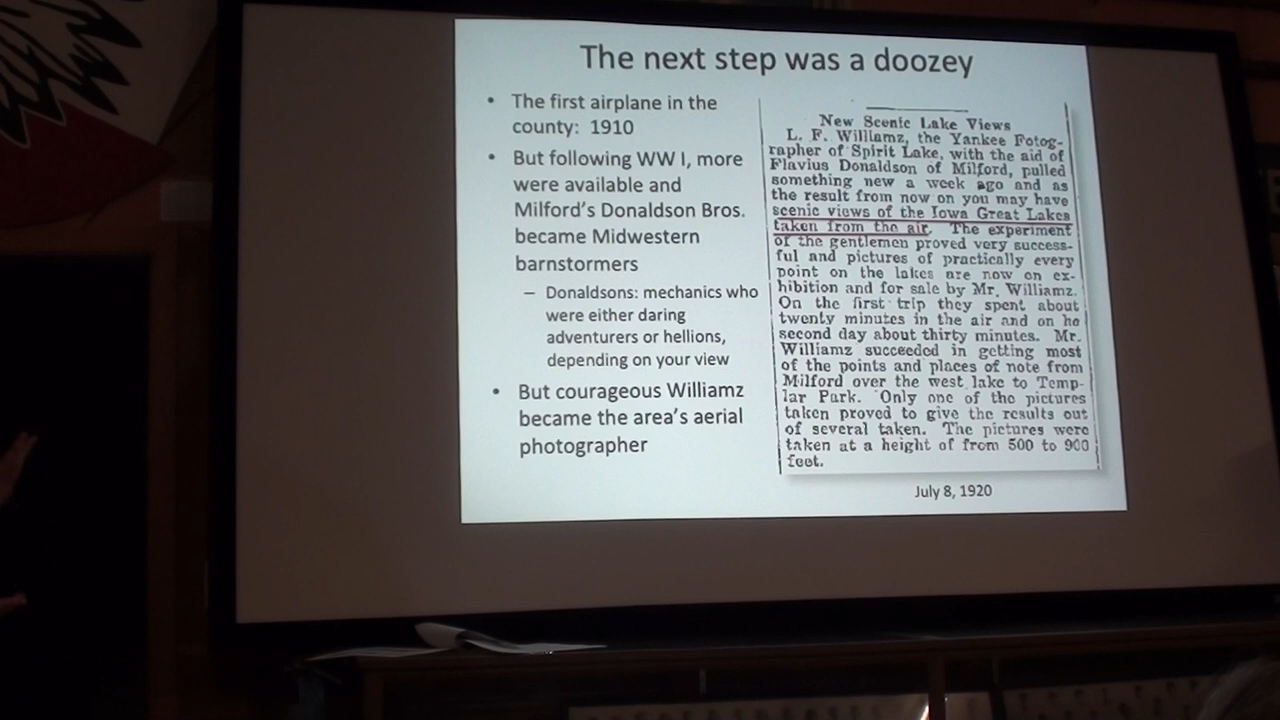 The next step was a doozey
• The first airplane in the
county: 1910
• But following WW I, more
were available and
Milford's Donaldson Bros.
became Midwestern
barnstormers
– Donaldsons: mechanics who
were either daring
adventurers or hellions,
depending on your view
• But courageous Williamz
became the area's aerial
photographer
New Scenic Lake Views
L. F. Williamz, the Yankee Fotog-
rapher of Spirit Lake, with the aid of
Flavius Donaldson of Milford, pulled
something new a week ago and as
the result from now on you may have
scenic views of the Iowa Great Lakes
taken from the air. The experiment
of the gentlemen proved very success-
ful and pictures of practically every
point on the lakes are now on ex-
hibition and for sale by Mr. Williamz.
On the first trip they spent about
twenty minutes in the air and on he
second day about thirty minutes. Mr.
Williamz succeeded in getting most
of the points and places of note from
Milford over the west lake to Temp-
lar Park. Only one of the pictures
taken proved to give the results out
of several taken. The pictures were
taken at a height of from 500 to 900
feet.
July 8, 1920